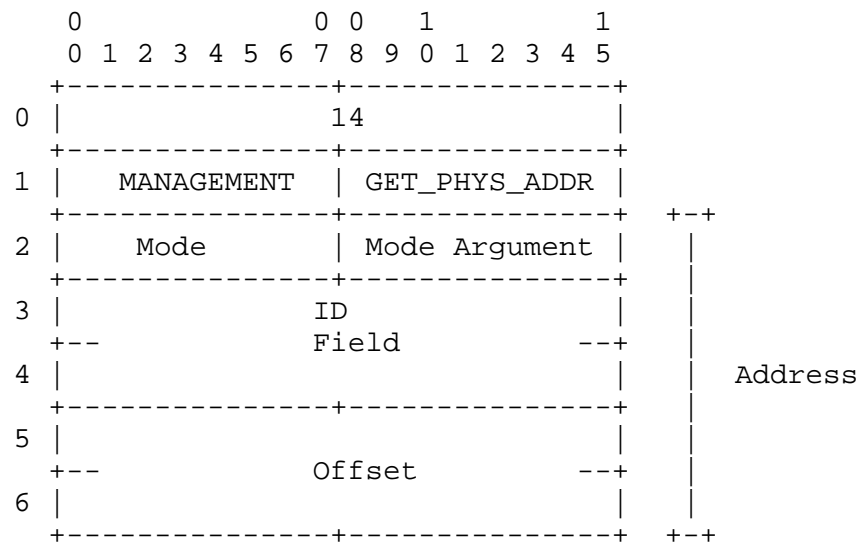 0 0 0 1 1
0 1 2 3 4 5 6 7 8 9 0 1 2 3 4 5
+---------------+---------------+
0 | 14 |
+---------------+---------------+
1 | MANAGEMENT | GET_PHYS_ADDR |
+---------------+---------------+ +-+
2 | Mode | Mode Argument | |
+---------------+---------------+ |
3 | ID | |
+-- Field --+ |
4 | | | Address
+---------------+---------------+ |
5 | | |
+-- Offset --+ |
6 | | |
+---------------+---------------+ +-+